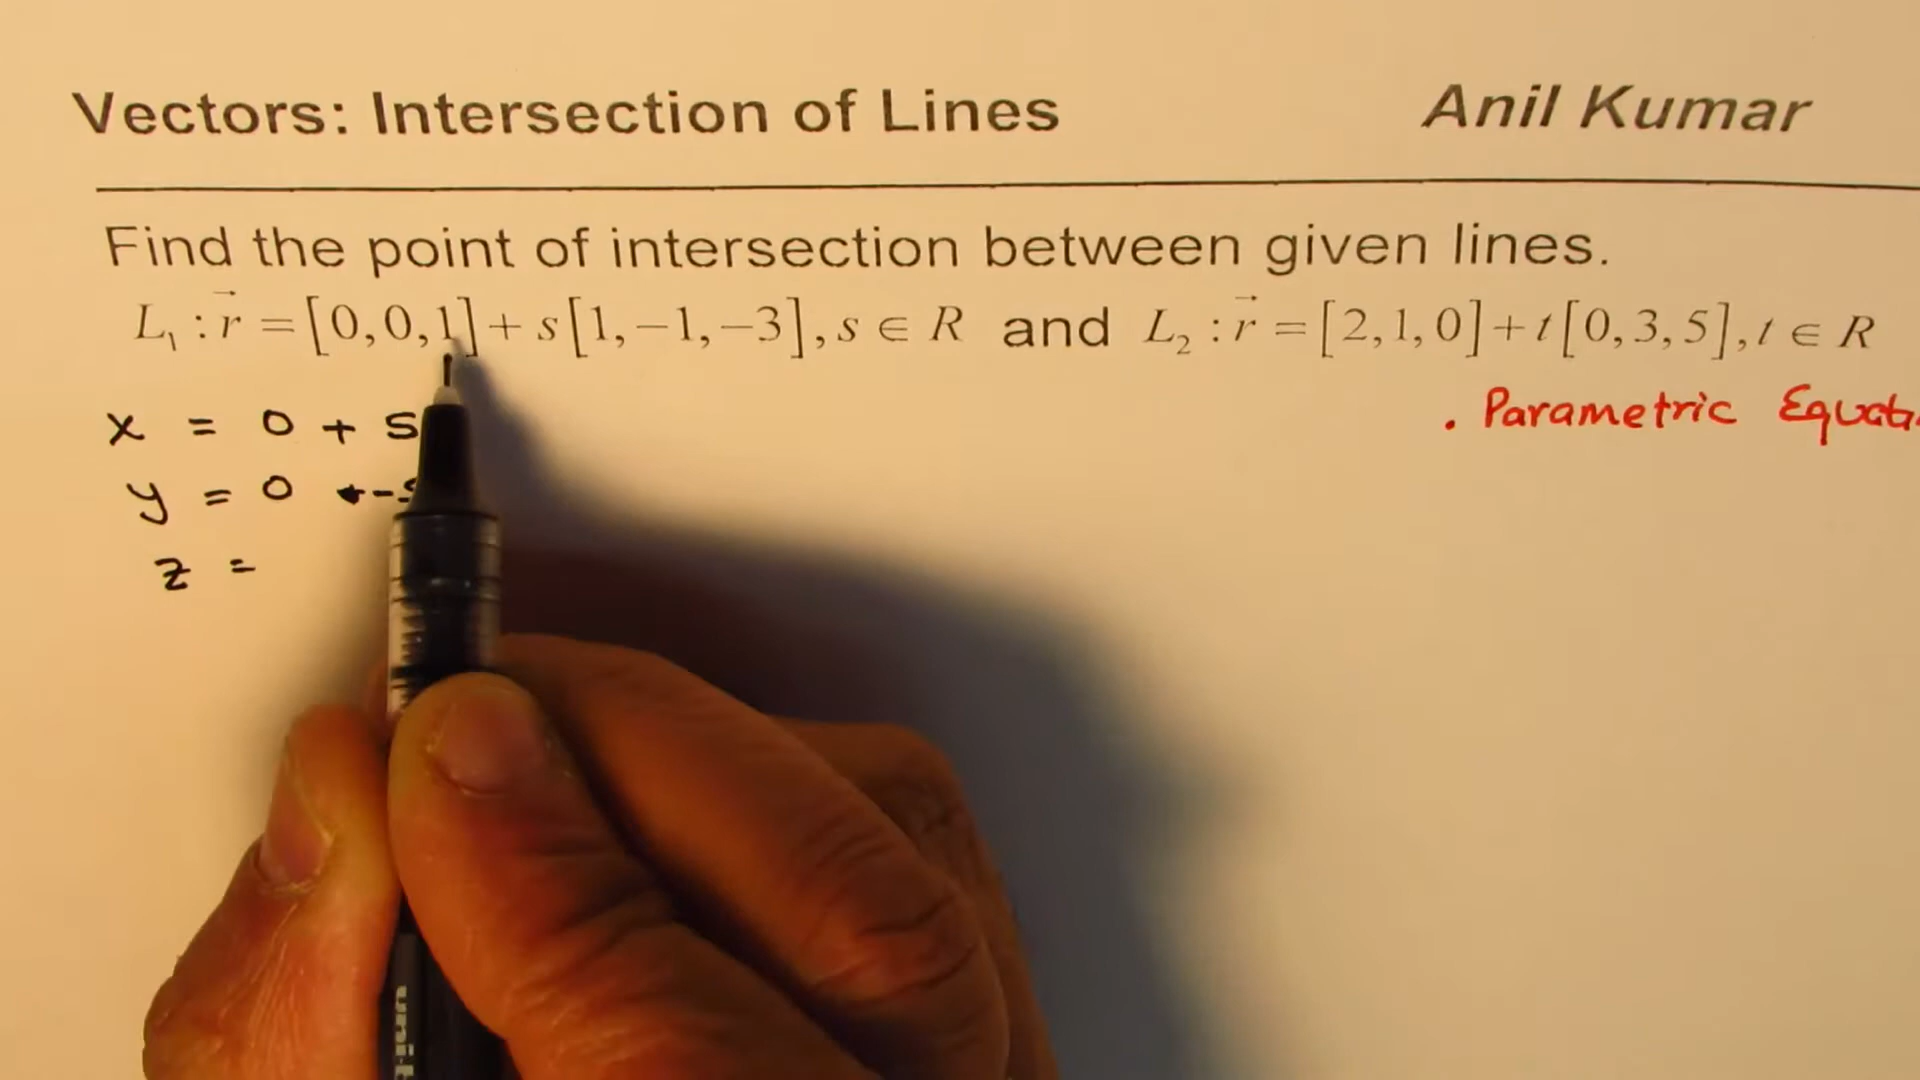 Vectors: Intersection of Lines Anil Kumar
Find the point of intersection between given lines.
L₁ : r⃗ = [0, 0, 1] + s[1, −1, −3], s ∈ R and L₂ : r⃗ = [2, 1, 0] + t[0, 3, 5], t ∈ R
x = 0 + s
. Parametric
y = 0 - s
z =
uni